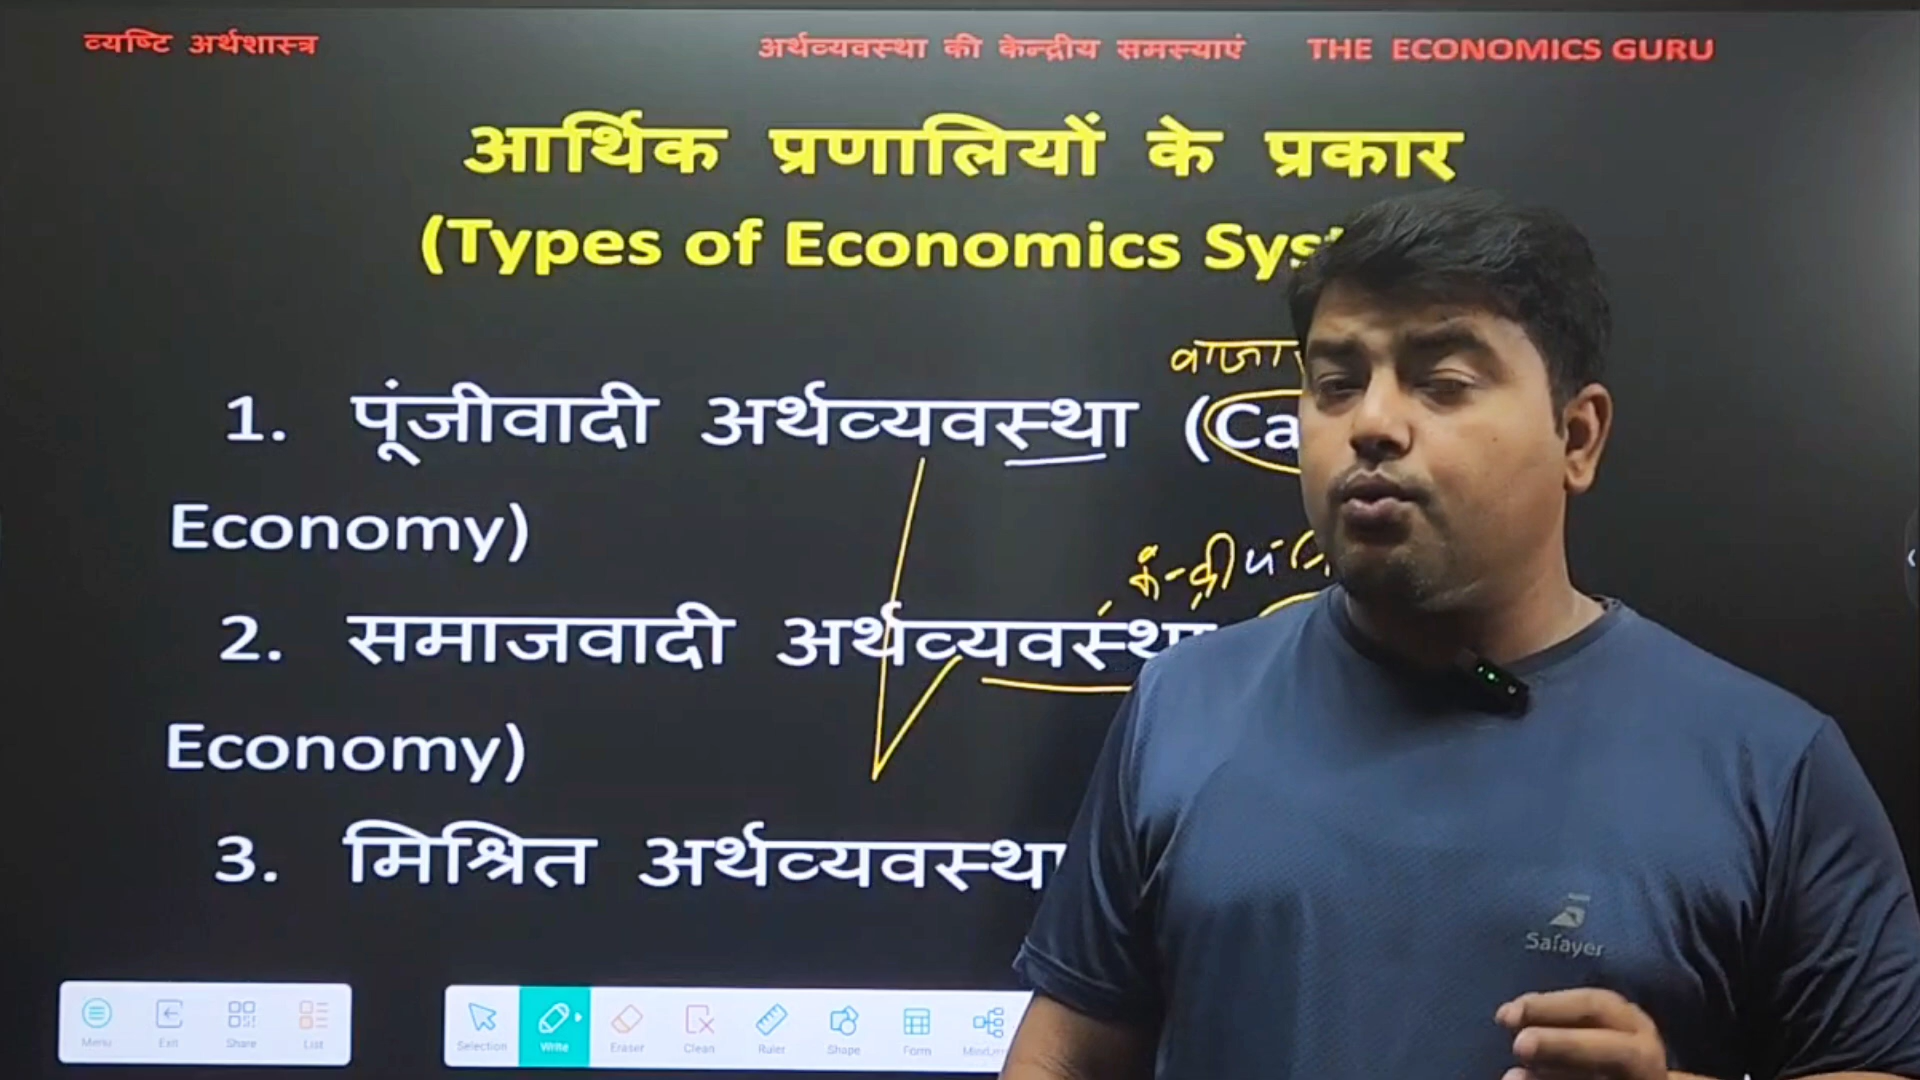 व्यष्टि अर्थशास्त्र अर्थव्यवस्था की केन्द्रीय समस्याएं THE ECONOMICS GURU
आर्थिक प्रणालियों के प्रकार
(Types of Economics Sys
1. पूंजीवादी अर्थव्यवस्था (Ca
Economy)
2. समाजवादी अर्थव्यवस्था
Economy)
3. मिश्रित अर्थव्यवस्था
Safayer
Menu Exit Share List Selection Write Eraser Clean Ruler Shape Form